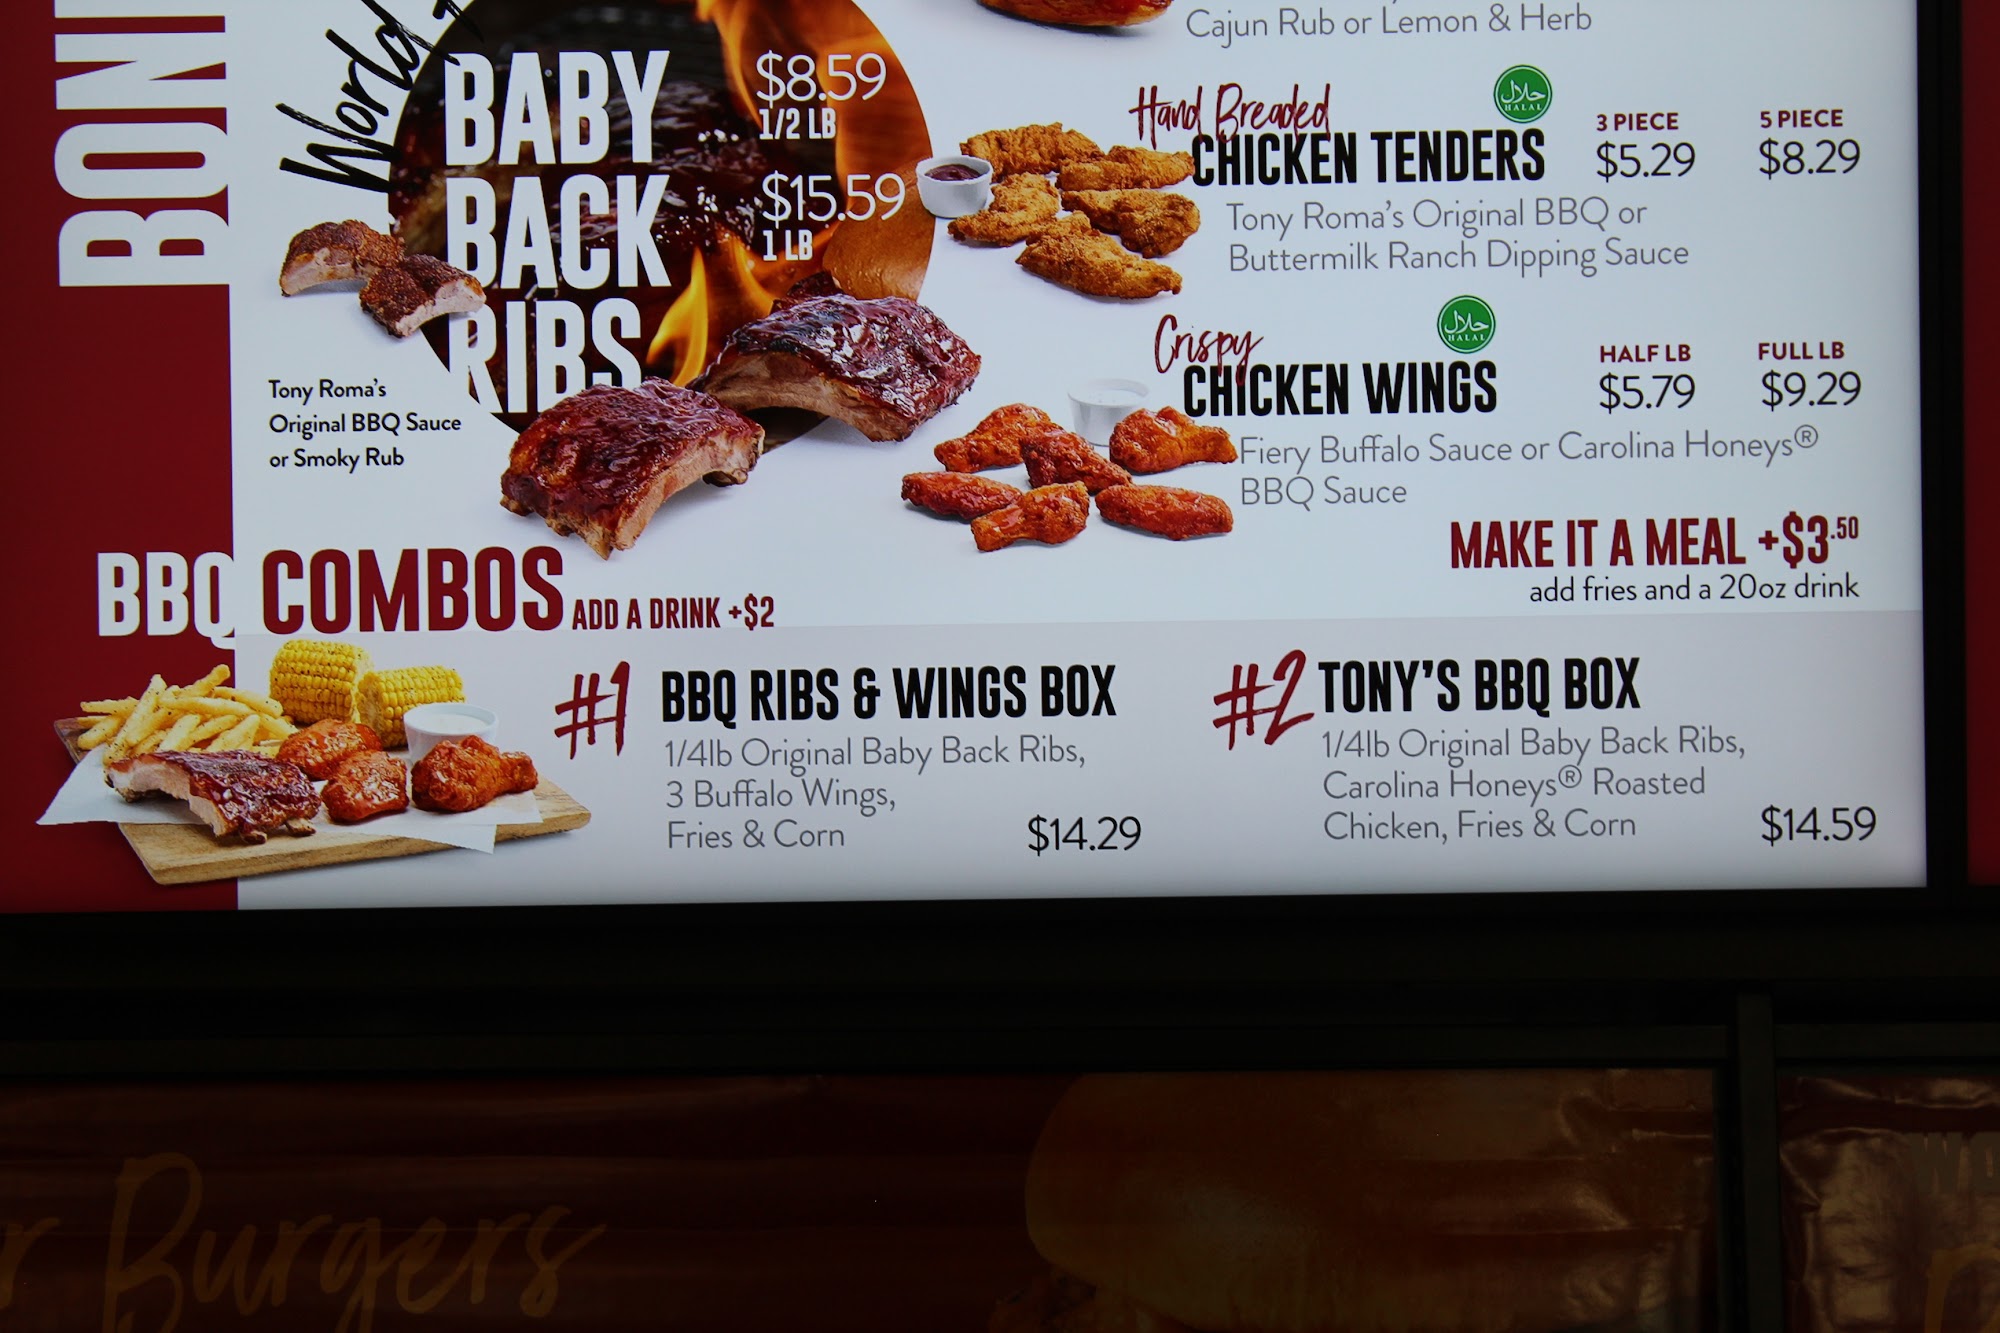 BON
World
BABY
BACK
RIBS
$8.59
1/2 LB
$15.59
1 LB
Tony Roma's
Original BBQ Sauce
or Smoky Rub
Cajun Rub or Lemon & Herb
حلال
HALAL
Hand Breaded
CHICKEN TENDERS
3 PIECE
$5.29
5 PIECE
$8.29
Tony Roma's Original BBQ or
Buttermilk Ranch Dipping Sauce
حلال
HALAL
Crispy
CHICKEN WINGS
HALF LB
$5.79
FULL LB
$9.29
Fiery Buffalo Sauce or Carolina Honeys®
BBQ Sauce
MAKE IT A MEAL +$3.50
add fries and a 20oz drink
BBQ COMBOS ADD A DRINK +$2
#1 BBQ RIBS & WINGS BOX
1/4lb Original Baby Back Ribs,
3 Buffalo Wings,
Fries & Corn
$14.29
#2 TONY'S BBQ BOX
1/4lb Original Baby Back Ribs,
Carolina Honeys® Roasted
Chicken, Fries & Corn
$14.59
Burgers